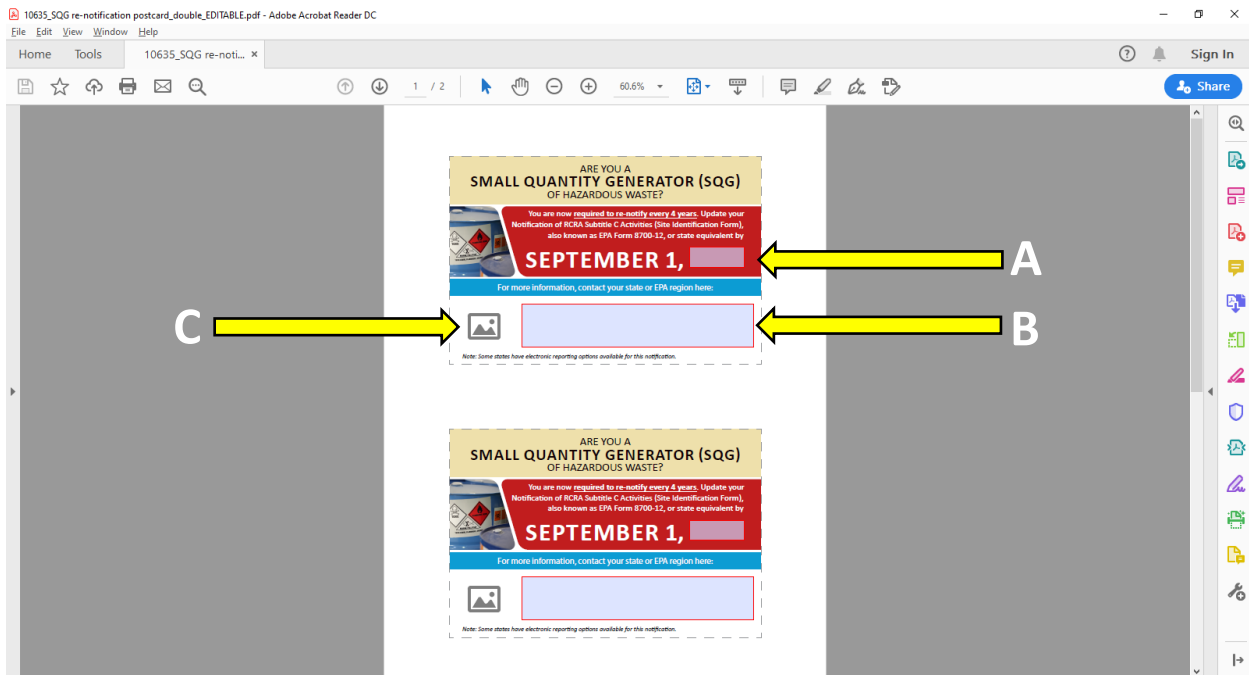 10635_SQG re-notification postcard_double_EDITABLE.pdf - Adobe Acrobat Reader DC
File Edit View Window Help
Home Tools 10635_SQG re-noti... × Sign In
1 / 2 60.6% Share
ARE YOU A
SMALL QUANTITY GENERATOR (SQG)
OF HAZARDOUS WASTE?
You are now required to re-notify every 4 years. Update your
Notification of RCRA Subtitle C Activities (Site Identification Form),
also known as EPA Form 8700-12, or state equivalent by
SEPTEMBER 1,
A
For more information, contact your state or EPA region here:
C
B
Note: Some states have electronic reporting options available for this notification.
ARE YOU A
SMALL QUANTITY GENERATOR (SQG)
OF HAZARDOUS WASTE?
You are now required to re-notify every 4 years. Update your
Notification of RCRA Subtitle C Activities (Site Identification Form),
also known as EPA Form 8700-12, or state equivalent by
SEPTEMBER 1,
For more information, contact your state or EPA region here:
Note: Some states have electronic reporting options available for this notification.